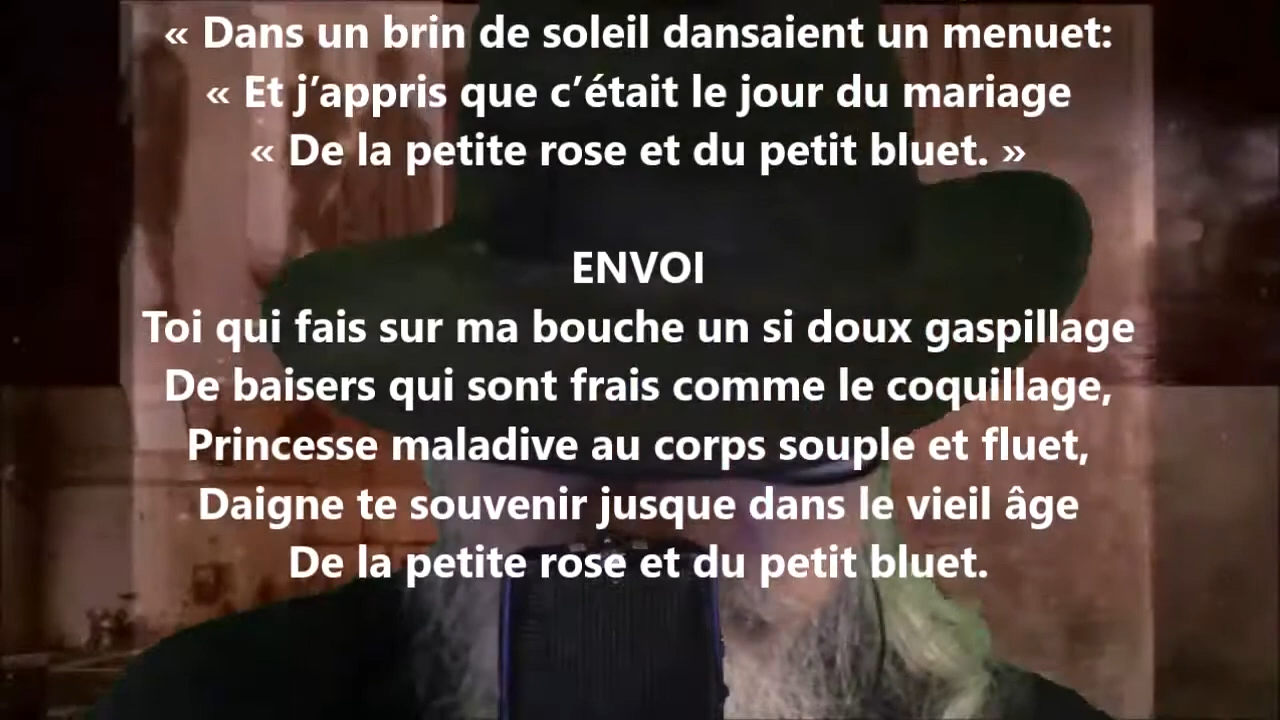 « Dans un brin de soleil dansaient un menuet:
« Et j’appris que c’était le jour du mariage
« De la petite rose et du petit bluet. »
ENVOI
Toi qui fais sur ma bouche un si doux gaspillage
De baisers qui sont frais comme le coquillage,
Princesse maladive au corps souple et fluet,
Daigne te souvenir jusque dans le vieil âge
De la petite rose et du petit bluet.